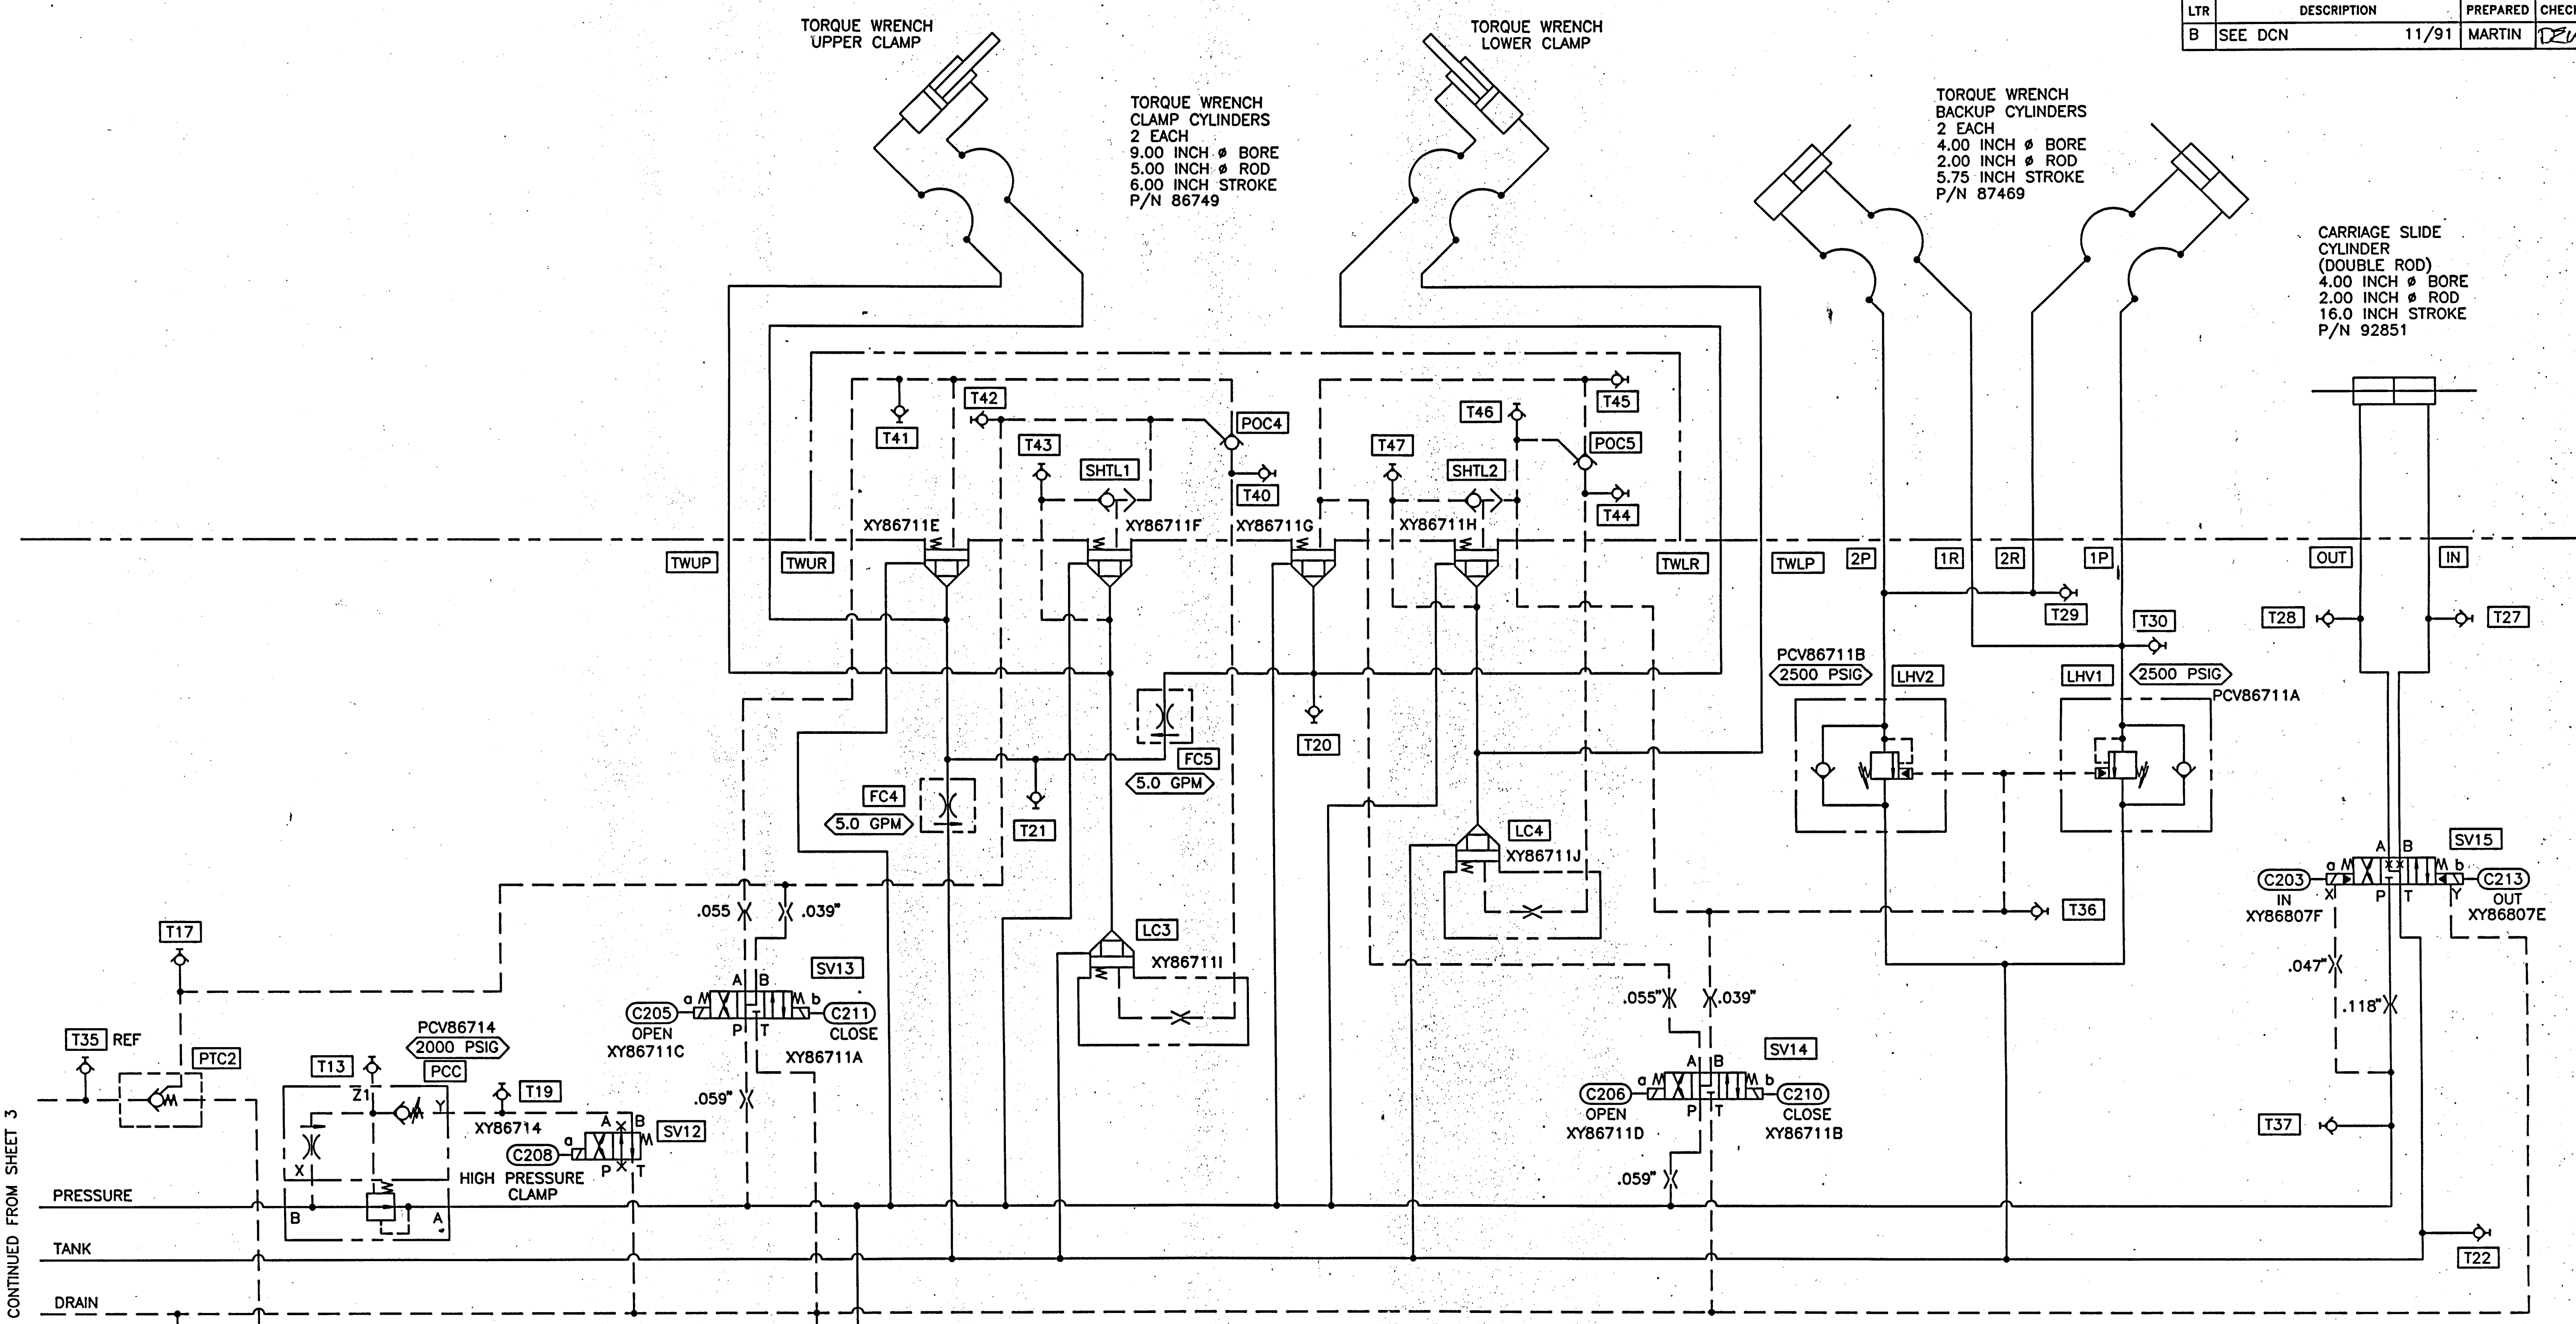 LTR DESCRIPTION PREPARED
B SEE DCN 11/91 MARTIN
TORQUE WRENCH
UPPER CLAMP
TORQUE WRENCH
LOWER CLAMP
TORQUE WRENCH
CLAMP CYLINDERS
2 EACH
9.00 INCH ø BORE
5.00 INCH ø ROD
6.00 INCH STROKE
P/N 86749
TORQUE WRENCH
BACKUP CYLINDERS
2 EACH
4.00 INCH ø BORE
2.00 INCH ø ROD
5.75 INCH STROKE
P/N 87469
CARRIAGE SLIDE
CYLINDER
(DOUBLE ROD)
4.00 INCH ø BORE
2.00 INCH ø ROD
16.0 INCH STROKE
P/N 92851
T41
T42
T43
SHTL1
POC4
T40
T45
T46
T47
SHTL2
POC5
T44
XY86711E
XY86711F
XY86711G
XY86711H
TWUP
TWUR
TWLR
TWLP
2P
1R
2R
1P
OUT
IN
T29
T30
T28
T27
PCV86711B
2500 PSIG
LHV2
LHV1
2500 PSIG
PCV86711A
FC5
5.0 GPM
T20
FC4
5.0 GPM
T21
LC4
XY86711J
LC3
XY86711I
.055
.039"
SV13
A B
a b
P T
C205
OPEN
XY86711C
C211
CLOSE
XY86711A
.059"
T17
T35 REF
PTC2
T13
PCV86714
2000 PSIG
PCC
Z1
Y
X
B
A
T19
XY86714
A B
SV12
a
C208
P T
HIGH PRESSURE
CLAMP
.055"
.039"
SV14
A B
a b
P T
C206
OPEN
XY86711D
C210
CLOSE
XY86711B
.059"
T36
SV15
A B
a b
X P T Y
C203
IN
XY86807F
C213
OUT
XY86807E
.047"
.118"
T37
T22
PRESSURE
TANK
DRAIN
CONTINUED FROM SHEET 3